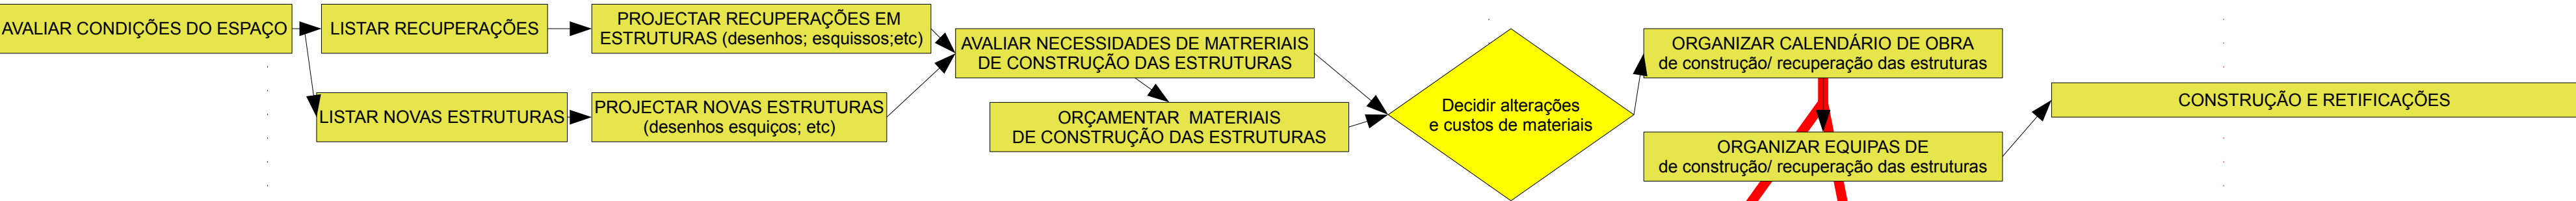 AVALIAR CONDIÇÕES DO ESPAÇO
LISTAR RECUPERAÇÕES
PROJECTAR RECUPERAÇÕES EM
ESTRUTURAS (desenhos; esquissos;etc)
LISTAR NOVAS ESTRUTURAS
PROJECTAR NOVAS ESTRUTURAS
(desenhos esquiços; etc)
AVALIAR NECESSIDADES DE MATRERIAIS
DE CONSTRUÇÃO DAS ESTRUTURAS
ORÇAMENTAR MATERIAIS
DE CONSTRUÇÃO DAS ESTRUTURAS
Decidir alterações
e custos de materiais
ORGANIZAR CALENDÁRIO DE OBRA
de construção/ recuperação das estruturas
ORGANIZAR EQUIPAS DE
de construção/ recuperação das estruturas
CONSTRUÇÃO E RETIFICAÇÕES